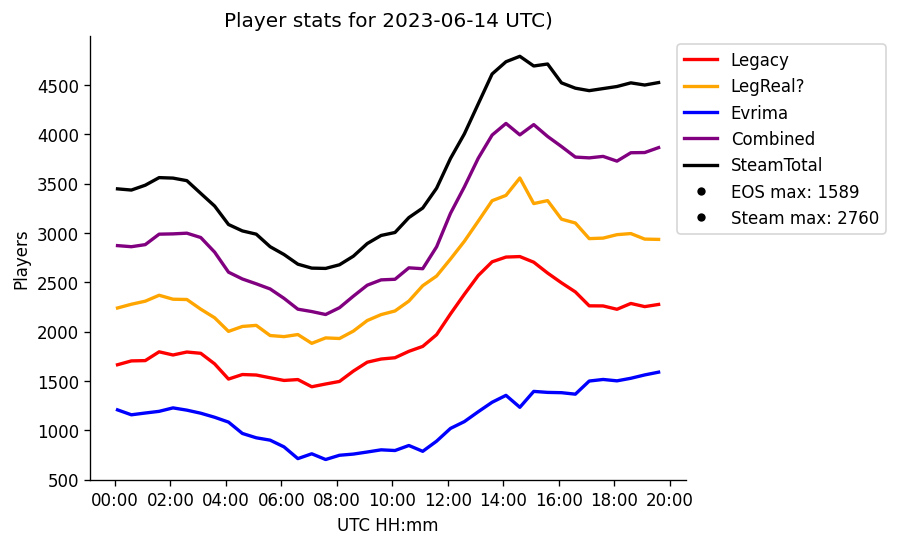 Player stats for 2023-06-14 UTC)
Legacy
LegReal?
Evrima
Combined
SteamTotal
EOS max: 1589
Steam max: 2760
Players
4500
4000
3500
3000
2500
2000
1500
1000
500
00:00 02:00 04:00 06:00 08:00 10:00 12:00 14:00 16:00 18:00 20:00
UTC HH:mm